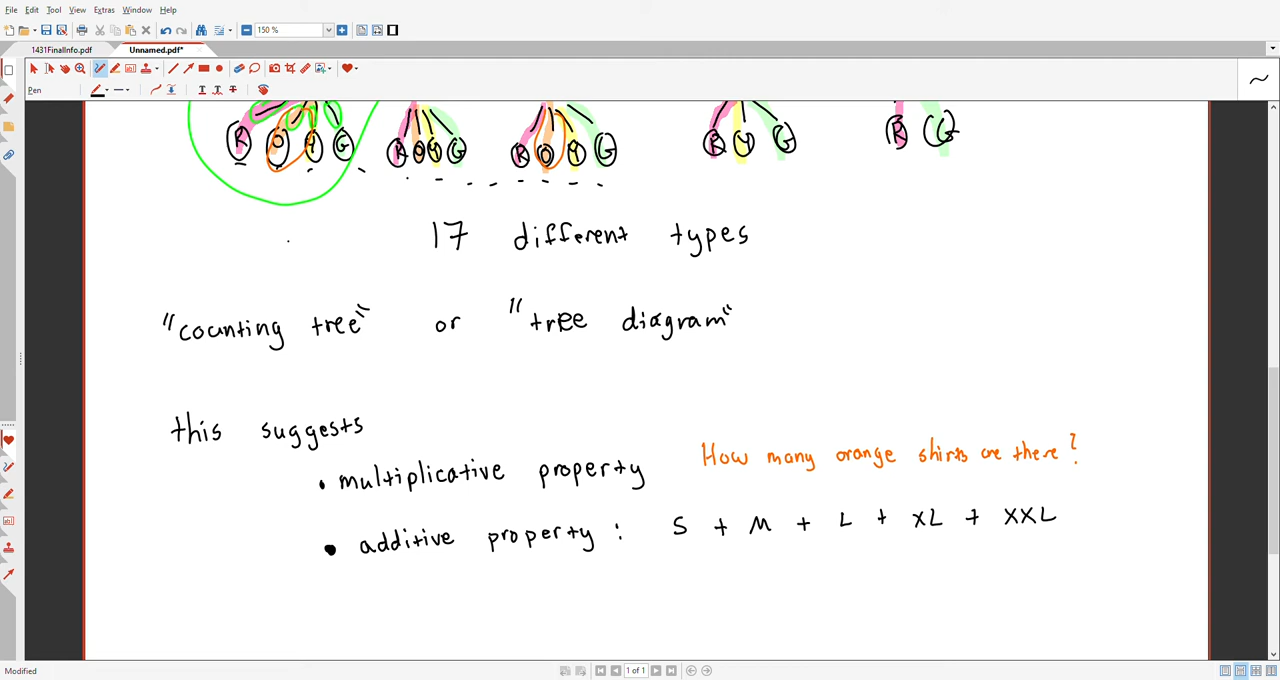 File Edit Tool View Extras Window Help
150 %
1431FinalInfo.pdf Unnamed.pdf*
Pen
R O Y G R O Y G R O Y G R Y G R G
17 different types
"counting tree" or "tree diagram"
this suggests
• multiplicative property
How many orange shirts are there?
• additive property : S + M + L + XL + XXL
1 of 1
Modified